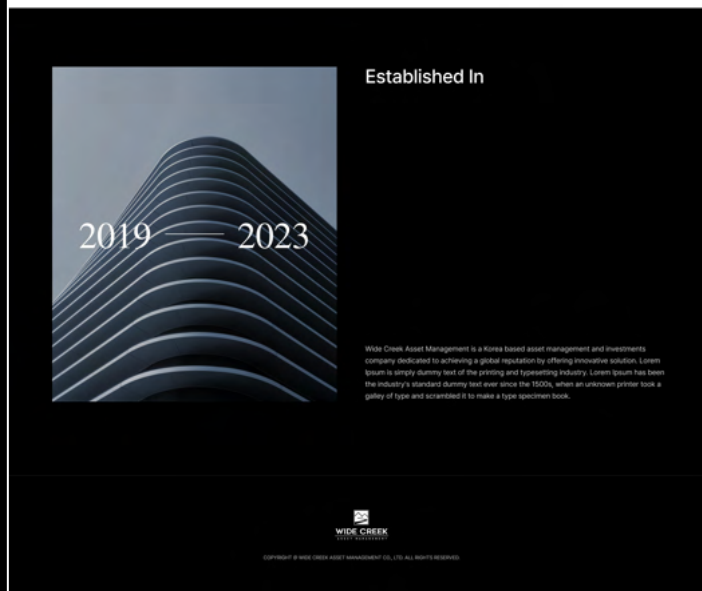 Established In
2019 — 2023
Wide Creek Asset Management is a Korea based asset management and investments
company dedicated to achieving a global reputation by offering innovative solution. Lorem
Ipsum is simply dummy text of the printing and typesetting industry. Lorem Ipsum has been
the industry's standard dummy text ever since the 1500s, when an unknown printer took a
galley of type and scrambled it to make a type specimen book.
WIDE CREEK
ASSET MANAGEMENT
COPYRIGHT @ WIDE CREEK ASSET MANAGEMENT CO., LTD. ALL RIGHTS RESERVED.